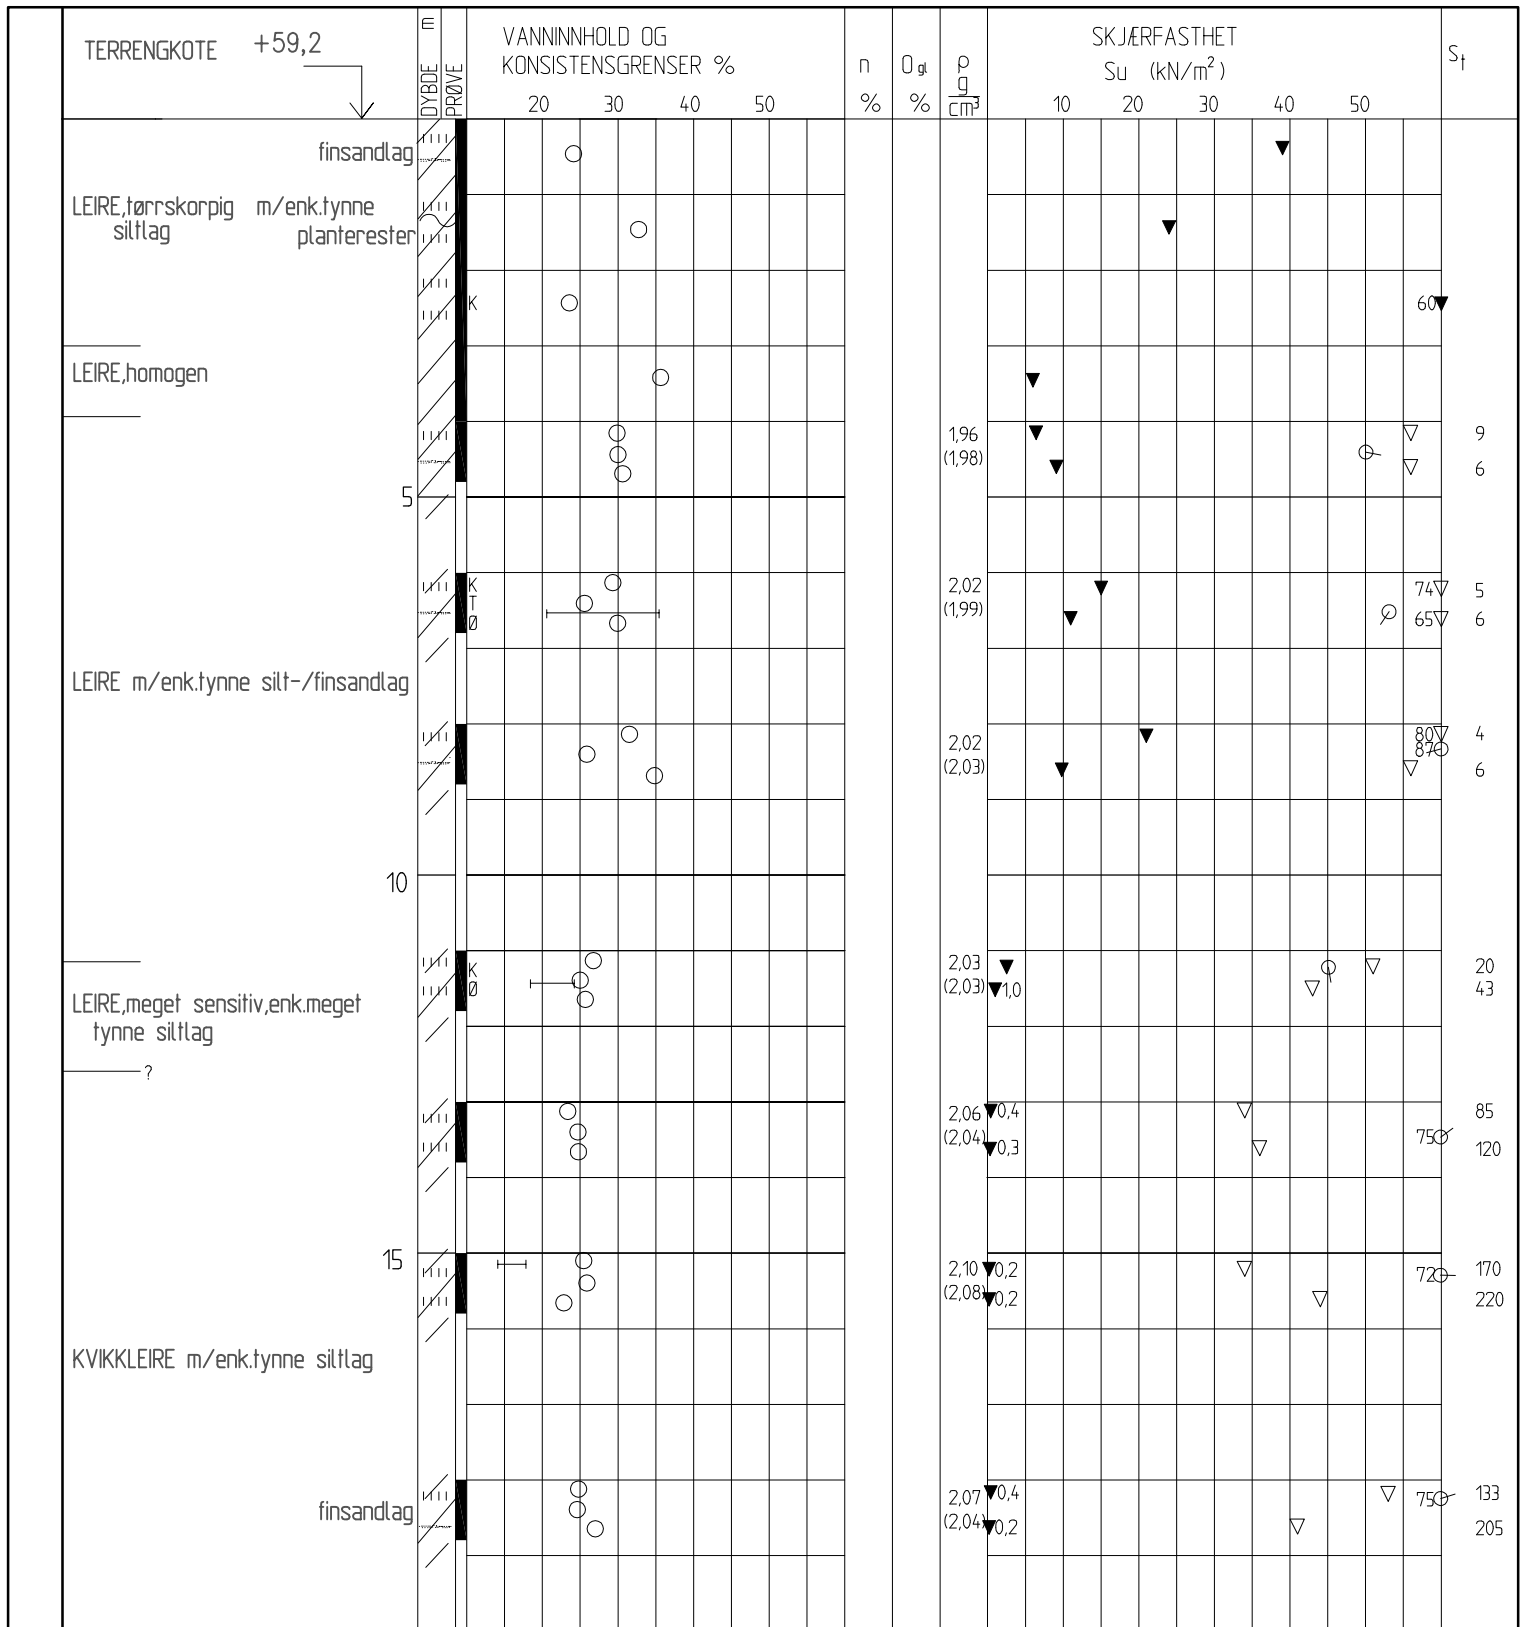 TERRENGKOTE +59,2
DYBDE m
PRØVE
VANNINNHOLD OG
KONSISTENSGRENSER %
20 30 40 50
n
%
O gl
%
ρ
g
cm³
SKJÆRFASTHET
Su (kN/m²)
10 20 30 40 50
St
finsandlag
LEIRE,tørrskorpig m/enk.tynne
siltlag planterester
K 60
LEIRE,homogen
1,96 9
(1,98) 6
5
K 2,02 74 5
T (1,99)
Ø 65 6
LEIRE m/enk.tynne silt-/finsandlag
2,02 80 4
87
(2,03) 6
10
K 2,03 20
Ø (2,03) 1,0 43
LEIRE,meget sensitiv,enk.meget
tynne siltlag
?
2,06 0,4 85
(2,04) 75
0,3 120
15
2,10 0,2 72 170
(2,08) 0,2 220
KVIKKLEIRE m/enk.tynne siltlag
2,07 0,4 75 133
finsandlag
(2,04) 0,2 205